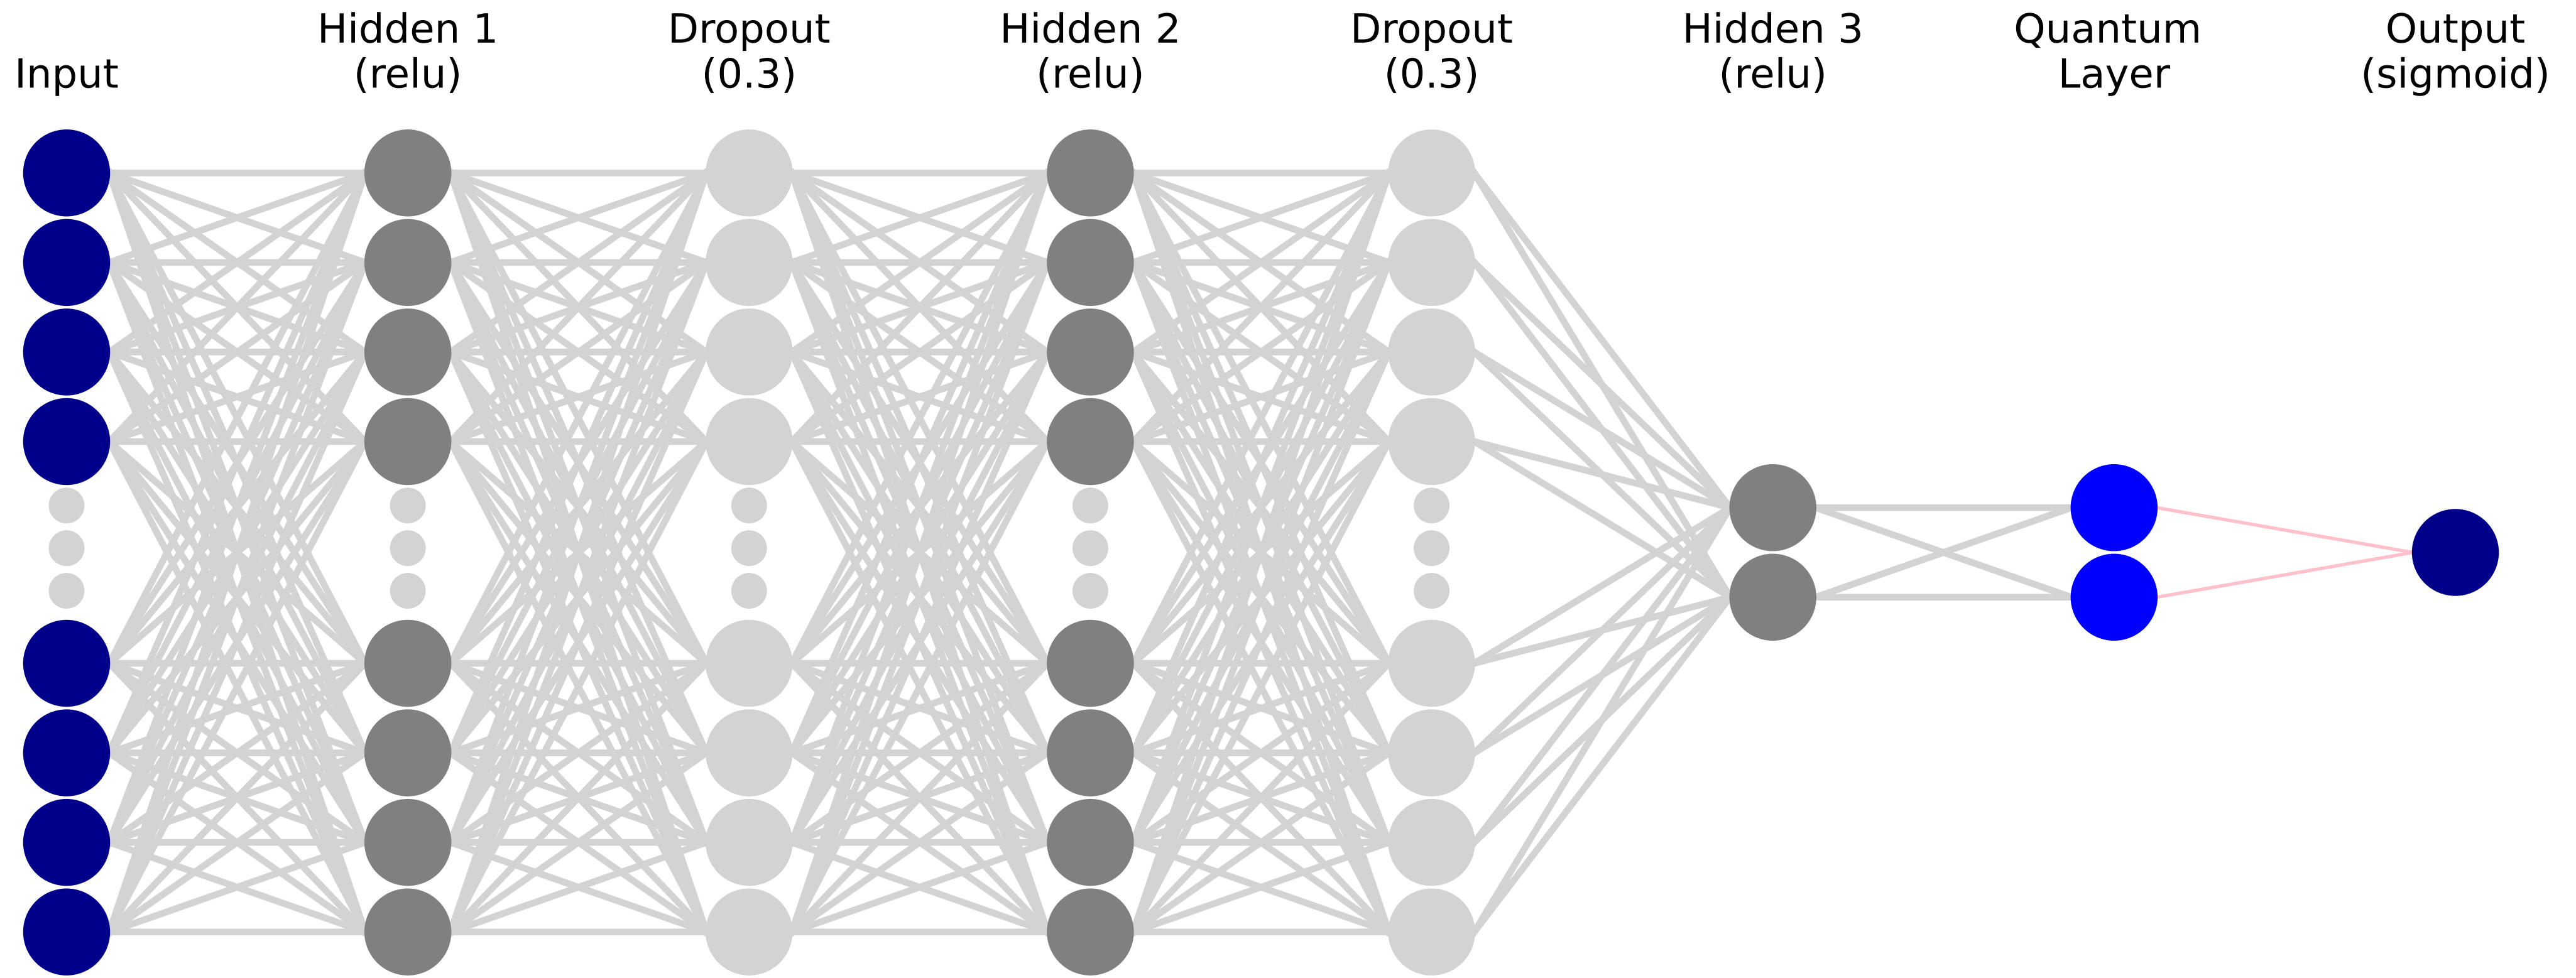 Input
Hidden 1
(relu)
Dropout
(0.3)
Hidden 2
(relu)
Dropout
(0.3)
Hidden 3
(relu)
Quantum
Layer
Output
(sigmoid)